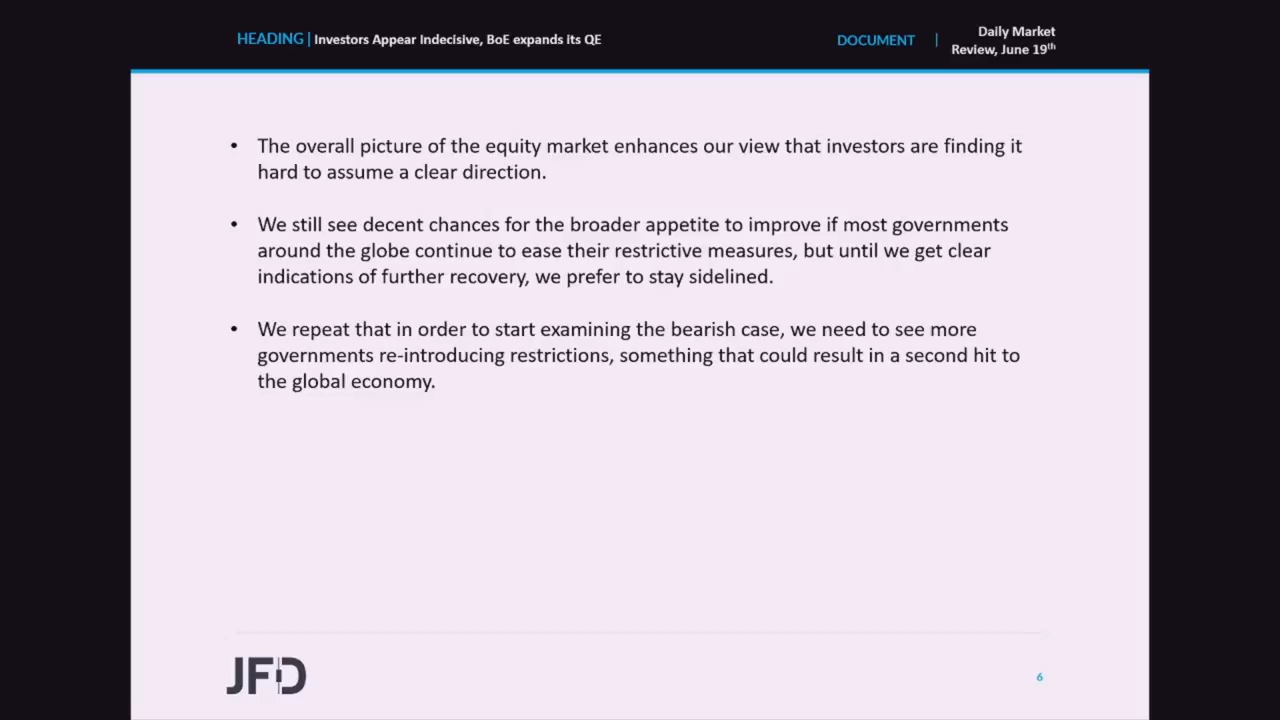 HEADING | Investors Appear Indecisive, BoE expands its QE
DOCUMENT | Daily Market
Review, June 19th
• The overall picture of the equity market enhances our view that investors are finding it
hard to assume a clear direction.
• We still see decent chances for the broader appetite to improve if most governments
around the globe continue to ease their restrictive measures, but until we get clear
indications of further recovery, we prefer to stay sidelined.
• We repeat that in order to start examining the bearish case, we need to see more
governments re-introducing restrictions, something that could result in a second hit to
the global economy.
JFD
6